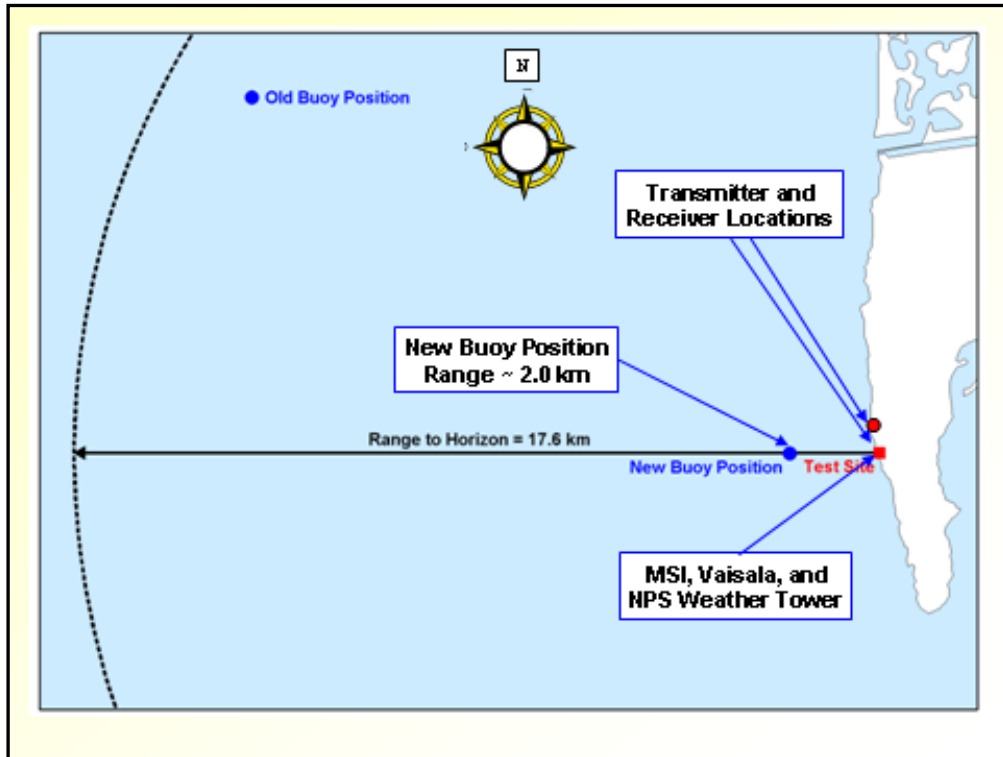 N
Old Buoy Position
Transmitter and
Receiver Locations
New Buoy Position
Range ~ 2.0 km
Range to Horizon = 17.6 km
New Buoy Position
Test Site
MSI, Vaisala, and
NPS Weather Tower